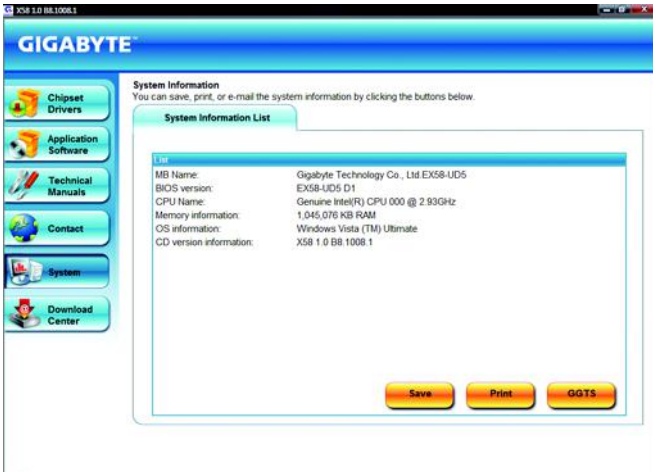 X58 1.0 B8.1008.1
GIGABYTE™
System Information
You can save, print, or e-mail the system information by clicking the buttons below.
System Information List
Chipset
Drivers
Application
Software
Technical
Manuals
Contact
System
Download
Center
List
MB Name: Gigabyte Technology Co., Ltd.EX58-UD5
BIOS version: EX58-UD5 D1
CPU Name: Genuine Intel(R) CPU 000 @ 2.93GHz
Memory information: 1,045,076 KB RAM
OS information: Windows Vista (TM) Ultimate
CD version information: X58 1.0 B8.1008.1
Save
Print
GGTS